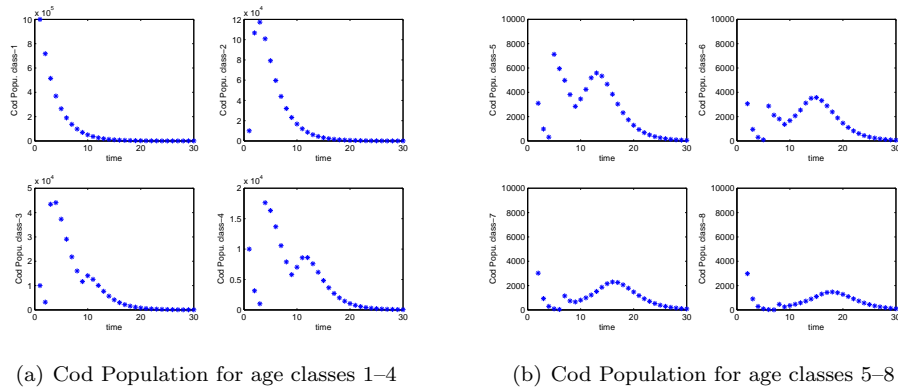 x 10^5
10
8
6
4
2
0
Cod Popu. class−1
0 10 20 30
time
x 10^4
12
10
8
6
4
2
0
Cod Popu. class−2
0 10 20 30
time
x 10^4
5
4
3
2
1
0
Cod Popu. class−3
0 10 20 30
time
x 10^4
2
1.5
1
0.5
0
Cod Popu. class−4
0 10 20 30
time
(a) Cod Population for age classes 1–4
10000
8000
6000
4000
2000
0
Cod Popu. class−5
0 10 20 30
time
10000
8000
6000
4000
2000
0
Cod Popu. class−6
0 10 20 30
time
10000
8000
6000
4000
2000
0
Cod Popu. class−7
0 10 20 30
time
10000
8000
6000
4000
2000
0
Cod Popu. class−8
0 10 20 30
time
(b) Cod Population for age classes 5–8